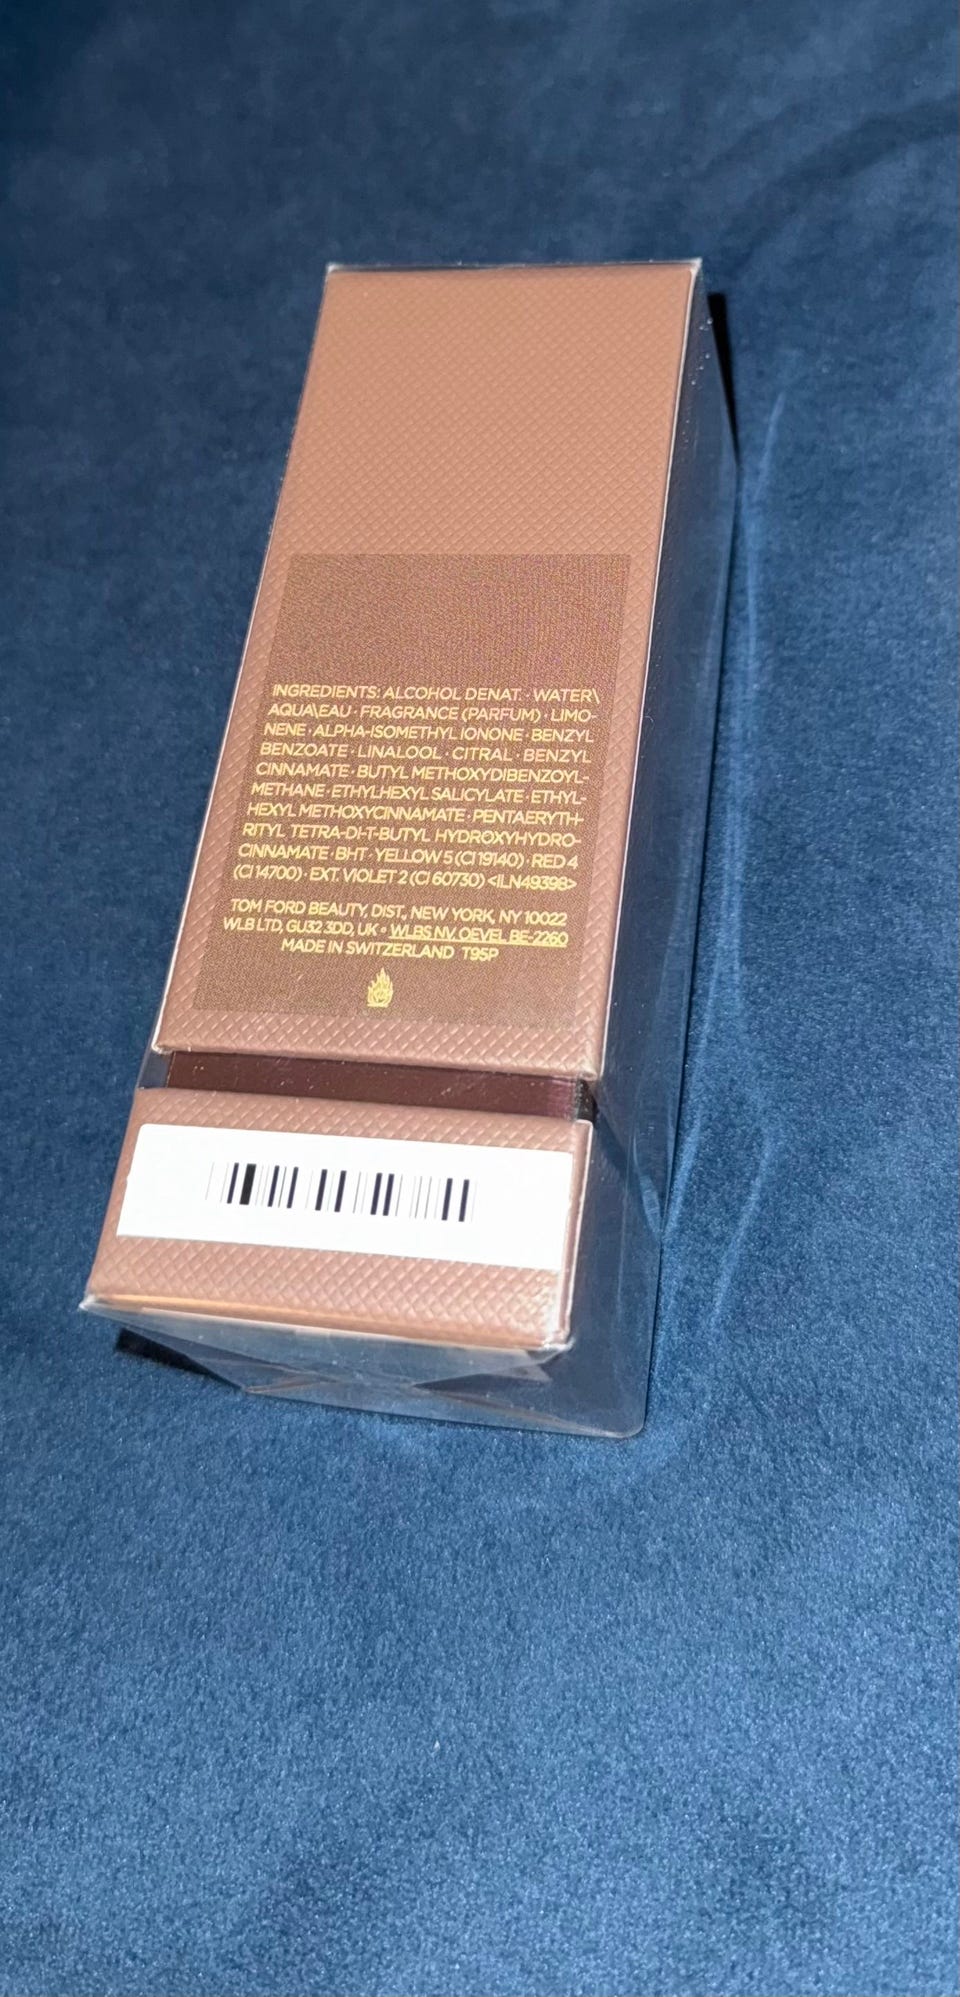 INGREDIENTS: ALCOHOL DENAT. · WATER\
AQUA\EAU · FRAGRANCE (PARFUM) · LIMO-
NENE · ALPHA-ISOMETHYL IONONE · BENZYL
BENZOATE · LINALOOL · CITRAL · BENZYL
CINNAMATE · BUTYL METHOXYDIBENZOYL-
METHANE · ETHYLHEXYL SALICYLATE · ETHYL-
HEXYL METHOXYCINNAMATE · PENTAERYTH-
RITYL TETRA-DI-T-BUTYL HYDROXYHYDRO-
CINNAMATE · BHT · YELLOW 5 (CI 19140) · RED 4
(CI 14700) · EXT. VIOLET 2 (CI 60730) <ILN49398>
TOM FORD BEAUTY, DIST., NEW YORK, NY 10022
WLB LTD, GU32 3DD, UK • WLBS NV, OEVEL BE-2260
MADE IN SWITZERLAND T95P